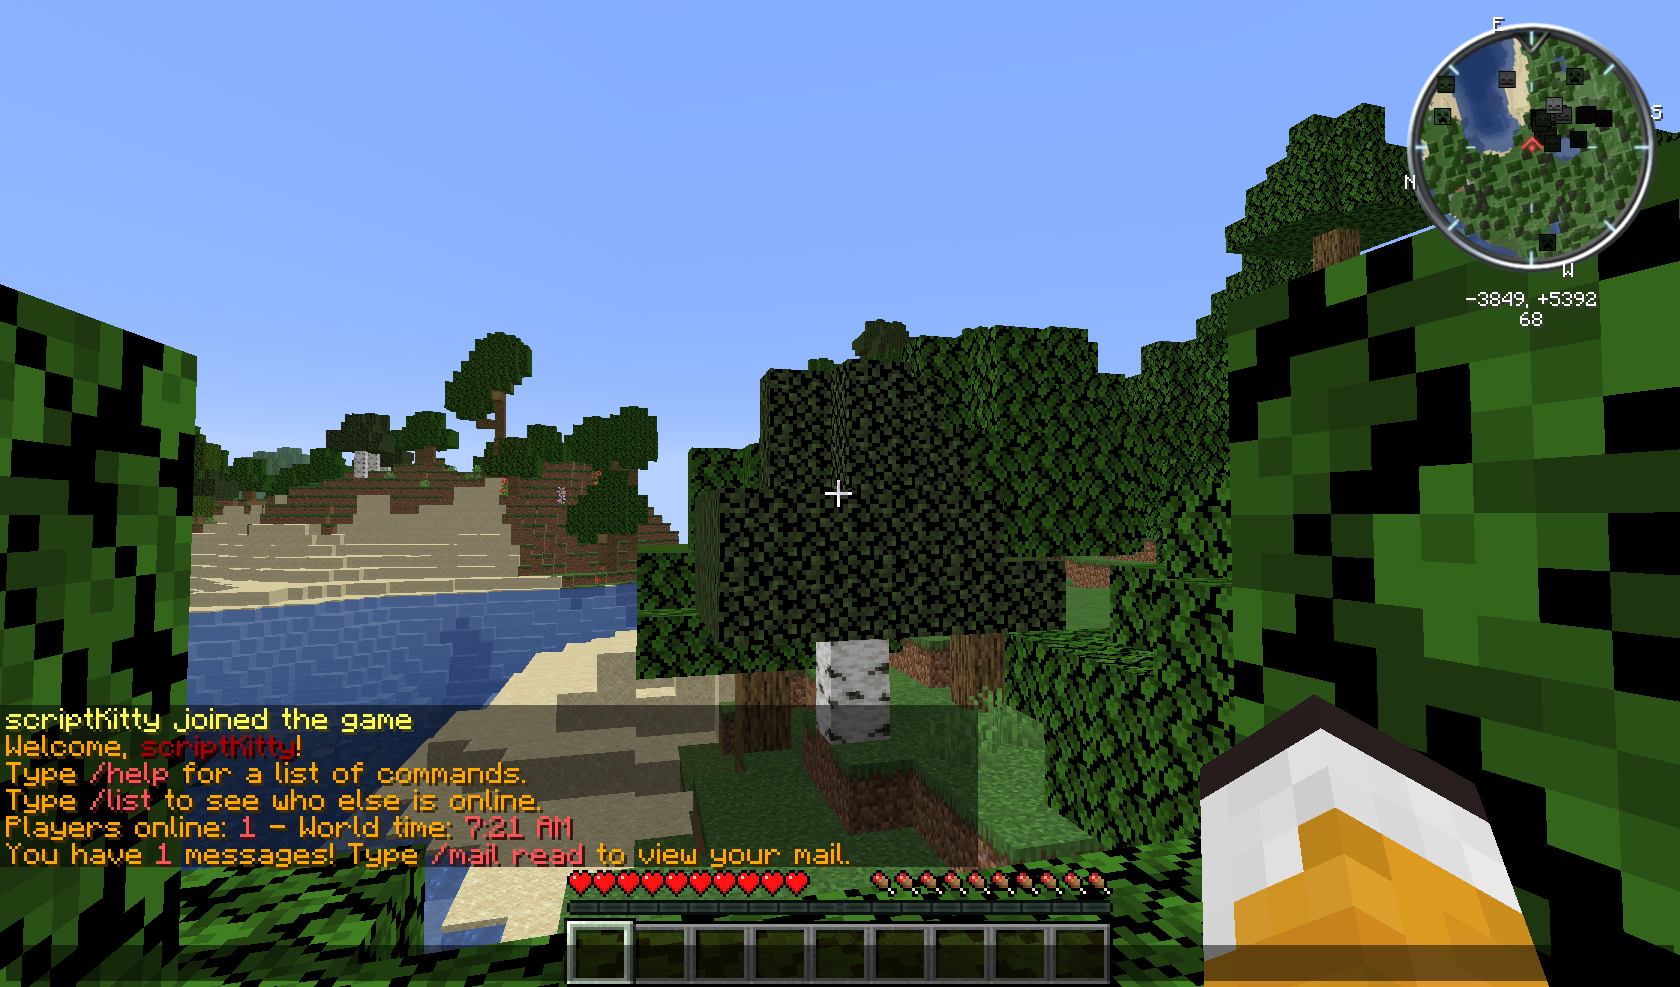 E
S
N
W
-3849, +5392
68
scriptKitty joined the game
Welcome, scriptKitty!
Type /help for a list of commands.
Type /list to see who else is online.
Players online: 1 - World time: 7:21 AM
You have 1 messages! Type /mail read to view your mail.